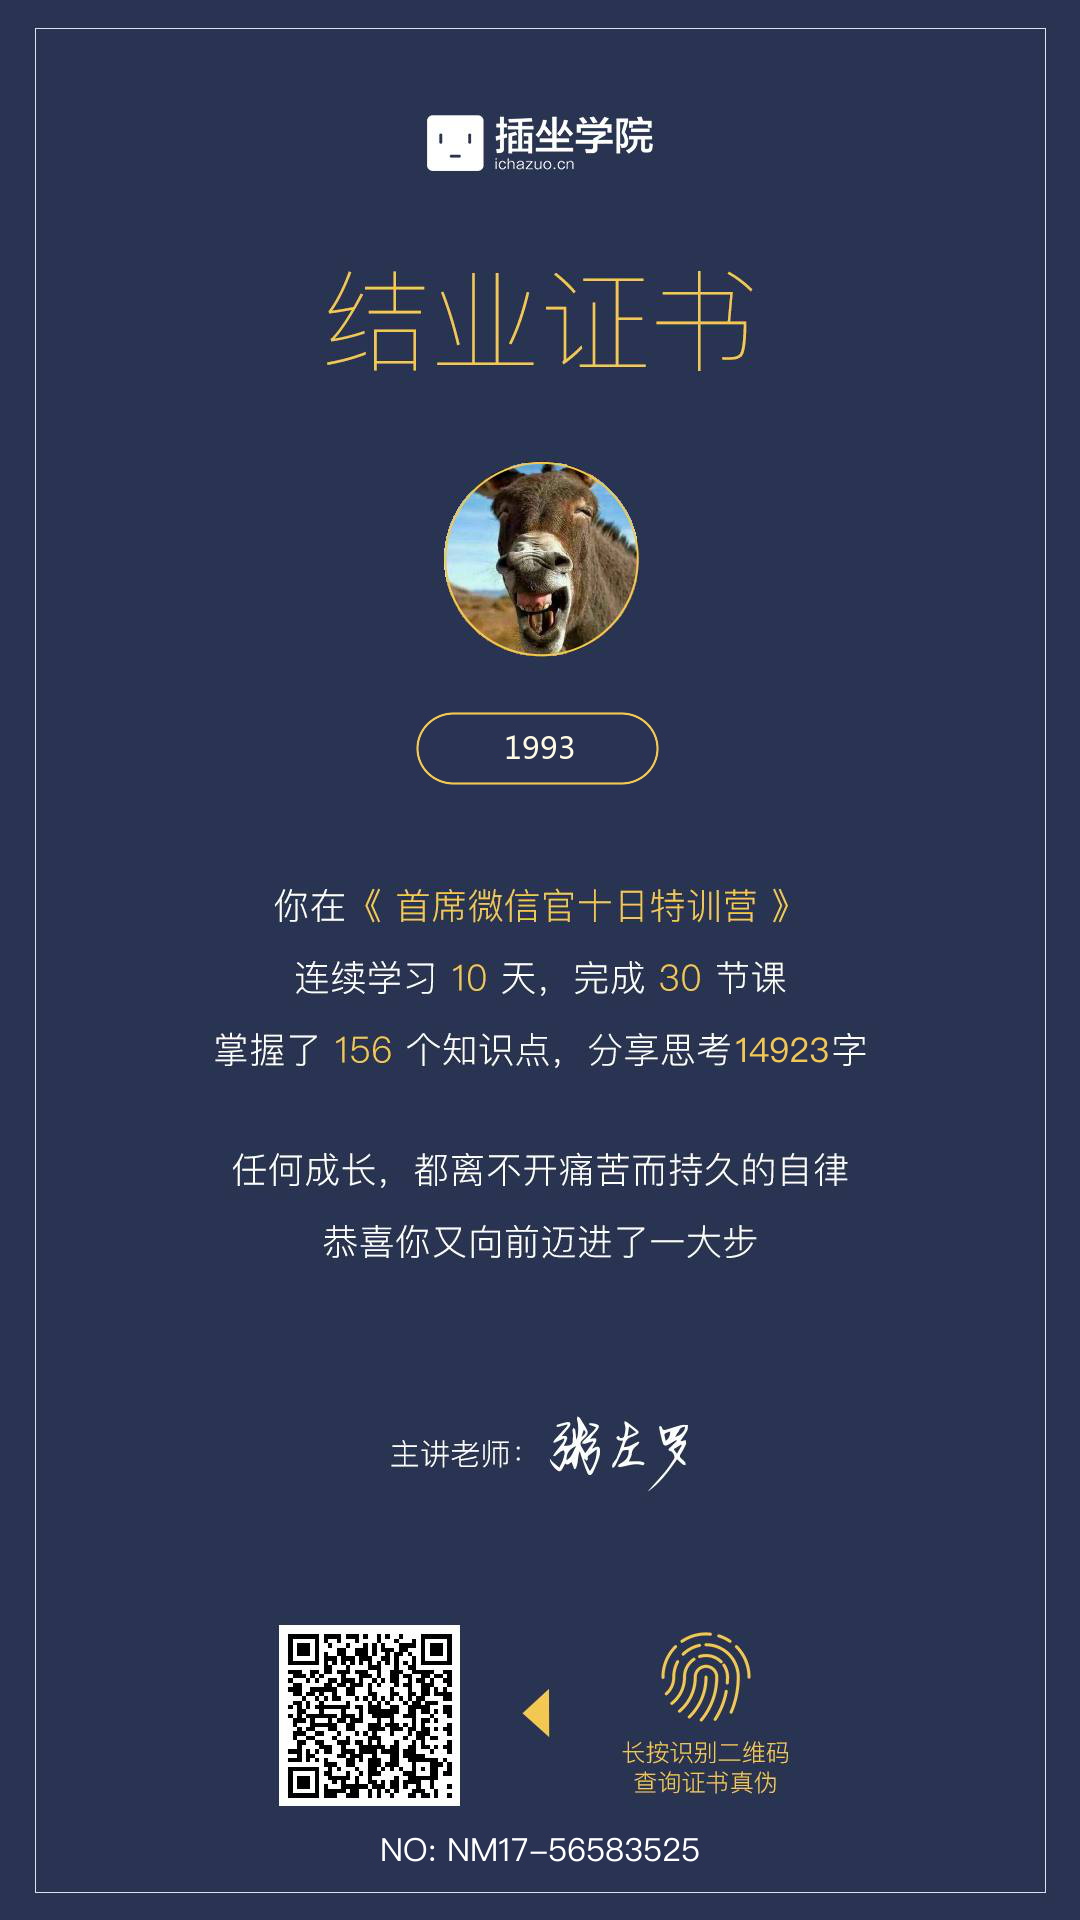 插坐学院
ichazuo.cn
结业证书
1993
你在《 首席微信官十日特训营 》
连续学习 10 天，完成 30 节课
掌握了 156 个知识点，分享思考14923字
任何成长，都离不开痛苦而持久的自律
恭喜你又向前迈进了一大步
主讲老师：粥左罗
长按识别二维码
查询证书真伪
NO: NM17-56583525